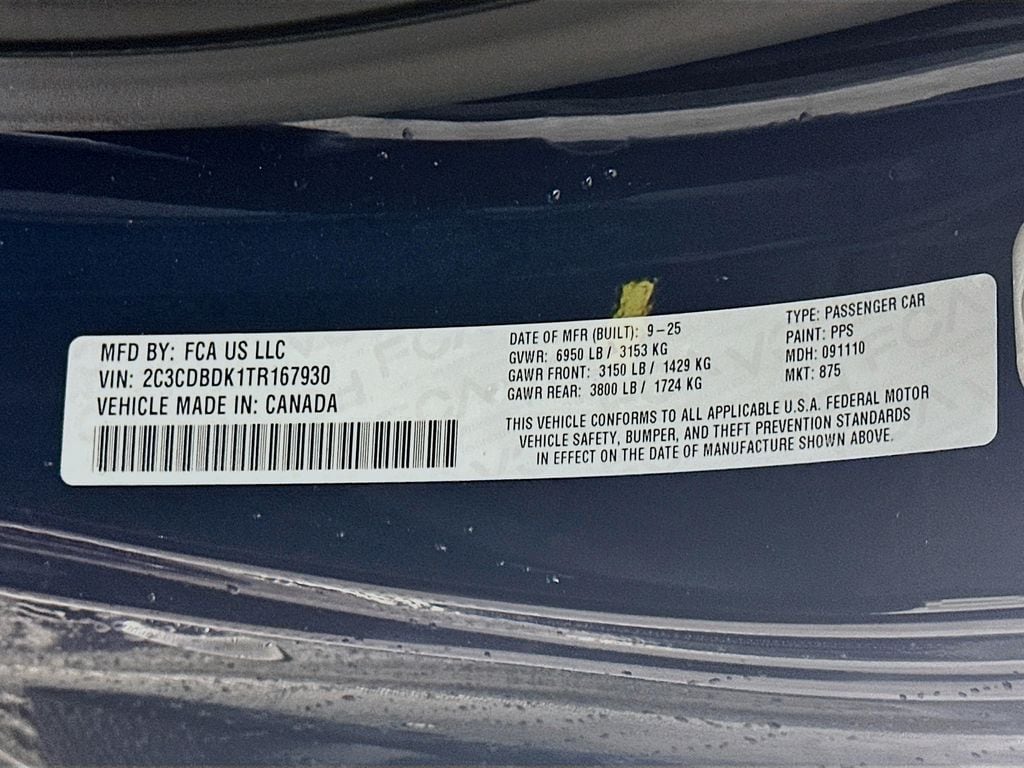 MFD BY: FCA US LLC
VIN: 2C3CDBDK1TR167930
VEHICLE MADE IN: CANADA
DATE OF MFR (BUILT): 9-25
GVWR: 6950 LB / 3153 KG
GAWR FRONT: 3150 LB / 1429 KG
GAWR REAR: 3800 LB / 1724 KG
TYPE: PASSENGER CAR
PAINT: PPS
MDH: 091110
MKT: 875
THIS VEHICLE CONFORMS TO ALL APPLICABLE U.S.A. FEDERAL MOTOR
VEHICLE SAFETY, BUMPER, AND THEFT PREVENTION STANDARDS
IN EFFECT ON THE DATE OF MANUFACTURE SHOWN ABOVE.